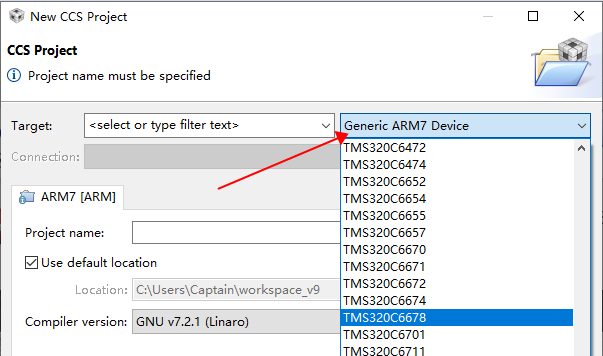 New CCS Project
CCS Project
Project name must be specified
Target: <select or type filter text> Generic ARM7 Device
Connection:
TMS320C6472
TMS320C6474
TMS320C6652
TMS320C6654
TMS320C6655
TMS320C6657
TMS320C6670
TMS320C6671
TMS320C6672
TMS320C6674
TMS320C6678
TMS320C6701
TMS320C6711
ARM7 [ARM]
Project name:
Use default location
Location: C:\Users\Captain\workspace_v9
Compiler version: GNU v7.2.1 (Linaro)